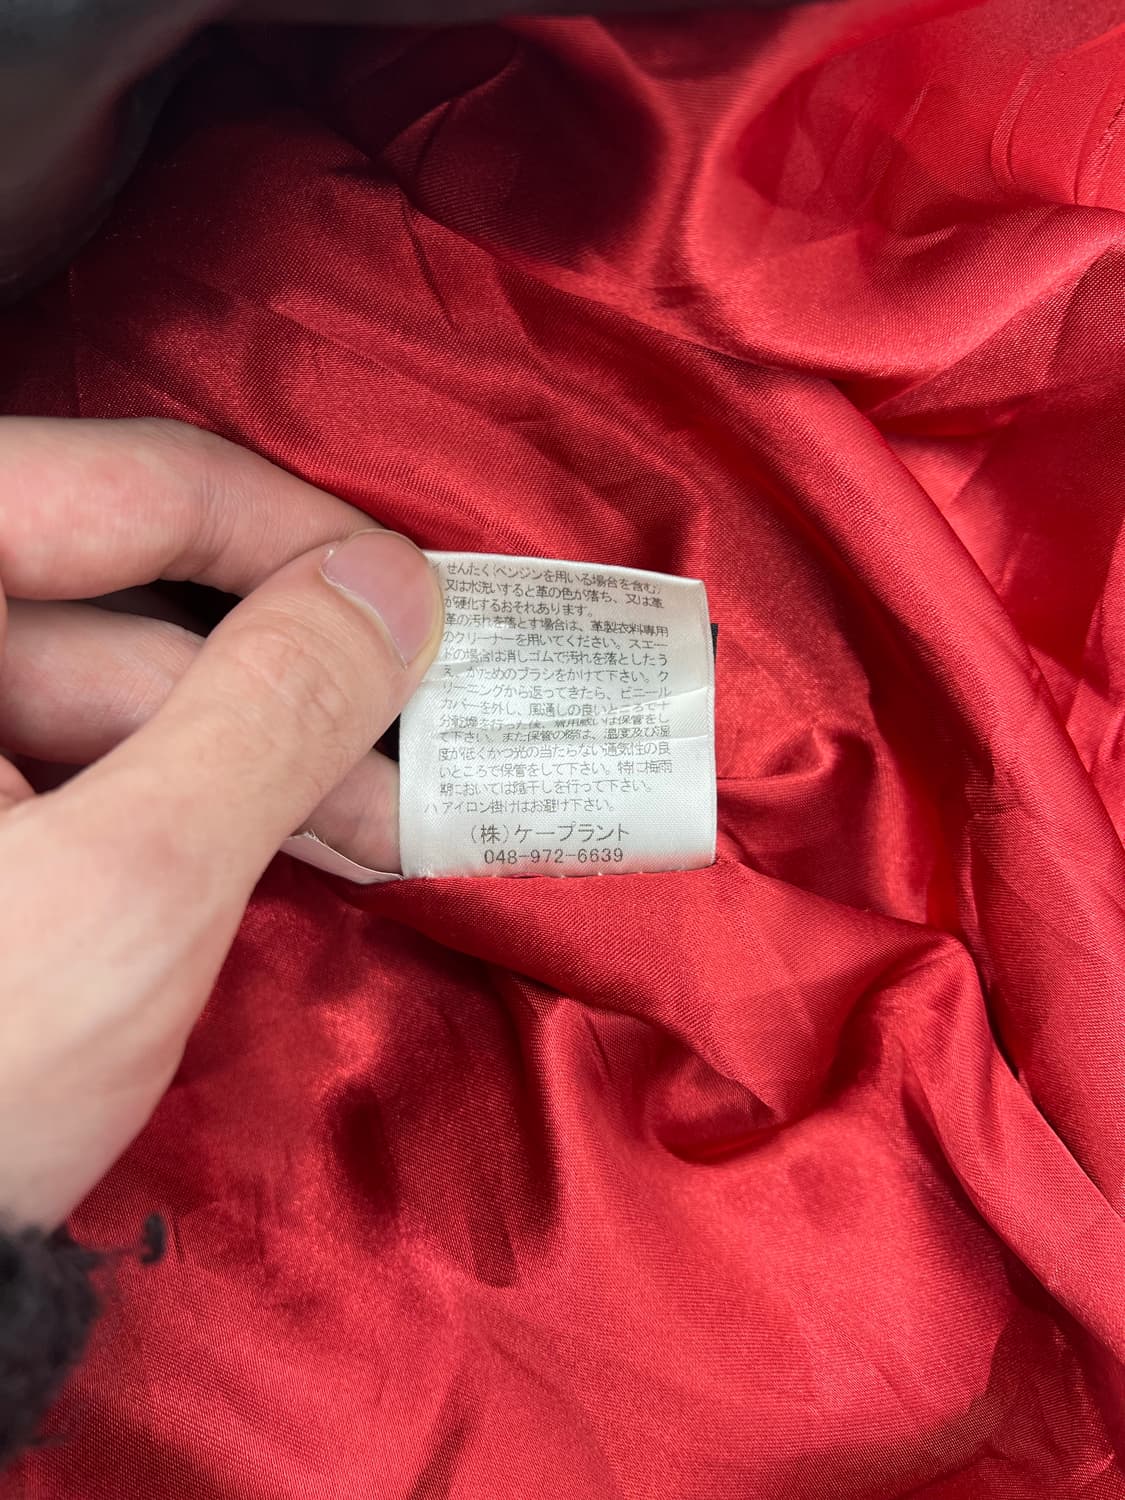 せんたく(ベンジンを用いる場合を含む)
又は水洗いすると革の色が落ち、又は革
が硬化するおそれあります。
革の汚れを落とす場合は、革製衣料専用
のクリーナーを用いてください。スエー
ドの場合は消しゴムで汚れを落としたう
え、かためのブラシをかけて下さい。ク
リーニングから返ってきたら、ビニール
カバーを外し、風通しの良いところで十
分乾燥を行った後、着用或いは保管をし
て下さい。また保管の際は、温度及び湿
度が低くかつ光の当たらない通気性の良
いところで保管をして下さい。特に梅雨
期においては陰干しを行って下さい。
ハ アイロン掛けはお避け下さい。
(株)ケープラント
048-972-6639